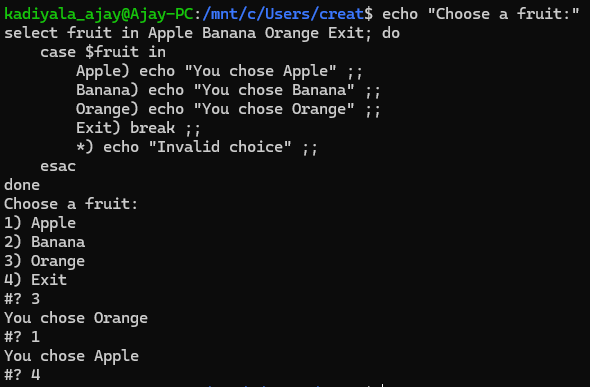 kadiyala_ajay@Ajay-PC:/mnt/c/Users/creat$ echo "Choose a fruit:"
select fruit in Apple Banana Orange Exit; do
    case $fruit in
        Apple) echo "You chose Apple" ;;
        Banana) echo "You chose Banana" ;;
        Orange) echo "You chose Orange" ;;
        Exit) break ;;
        *) echo "Invalid choice" ;;
    esac
done
Choose a fruit:
1) Apple
2) Banana
3) Orange
4) Exit
#? 3
You chose Orange
#? 1
You chose Apple
#? 4